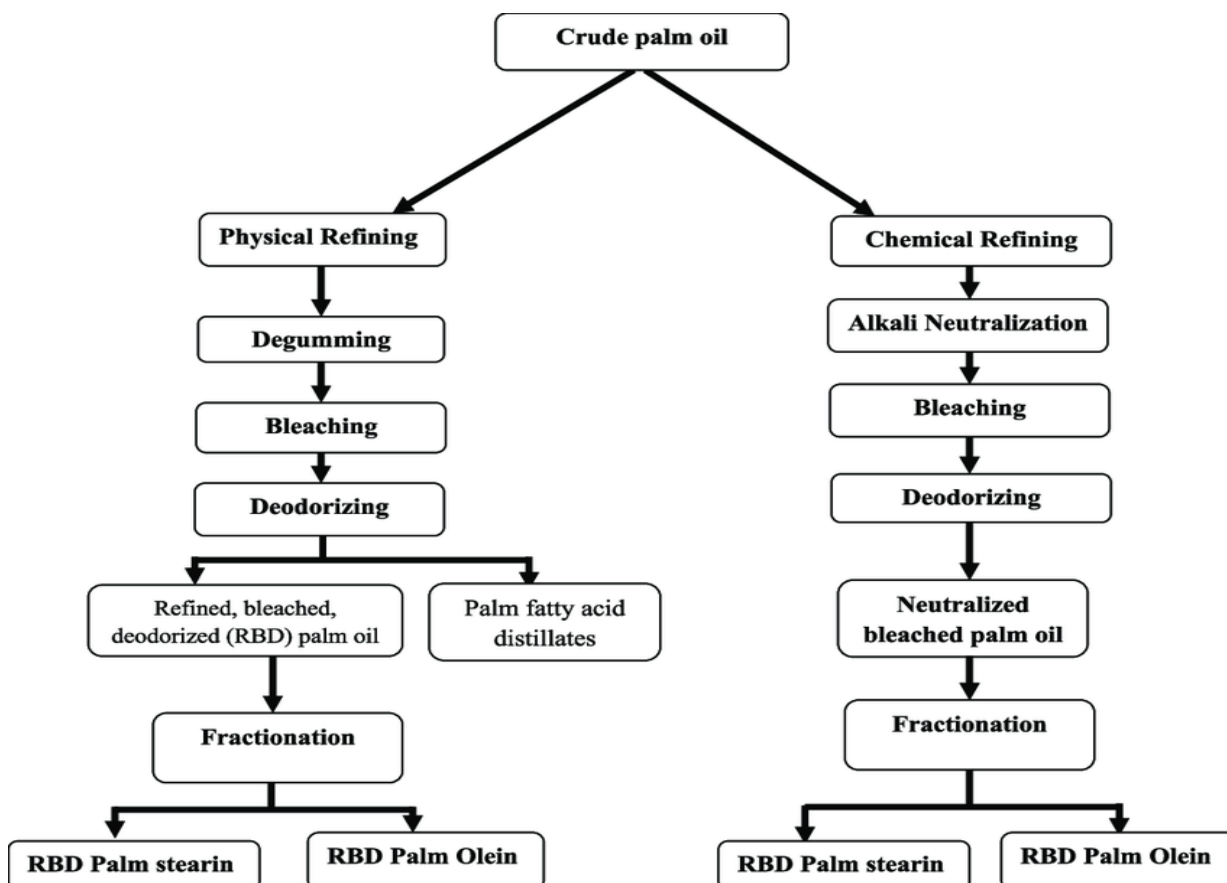 Crude palm oil
Physical Refining
Chemical Refining
Degumming
Alkali Neutralization
Bleaching
Bleaching
Deodorizing
Deodorizing
Refined, bleached,
deodorized (RBD) palm oil
Palm fatty acid
distillates
Neutralized
bleached palm oil
Fractionation
Fractionation
RBD Palm stearin
RBD Palm Olein
RBD Palm stearin
RBD Palm Olein